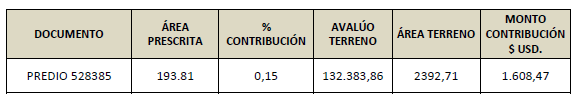 DOCUMENTO
ÁREA
PRESCRITA
%
CONTRIBUCIÓN
AVALÚO
TERRENO
ÁREA TERRENO
MONTO
CONTRIBUCIÓN
$ USD.
PREDIO 528385
193.81
0,15
132.383,86
2392,71
1.608,47